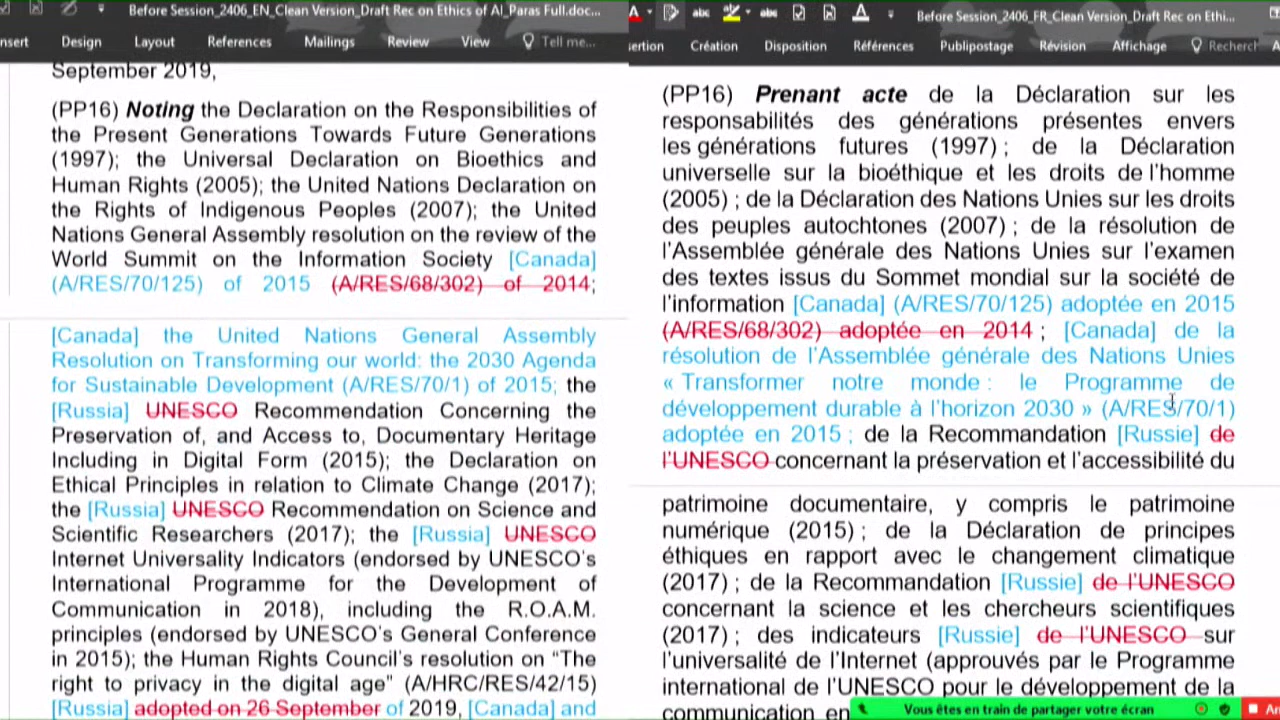 Before Session_2406_EN_Clean Version_Draft Rec on Ethics of AI_Paras Full.doc...
nsert Design Layout References Mailings Review View Tell me...
September 2019,
(PP16) Noting the Declaration on the Responsibilities of
the Present Generations Towards Future Generations
(1997); the Universal Declaration on Bioethics and
Human Rights (2005); the United Nations Declaration on
the Rights of Indigenous Peoples (2007); the United
Nations General Assembly resolution on the review of the
World Summit on the Information Society [Canada]
(A/RES/70/125) of 2015 (A/RES/68/302) of 2014;
[Canada] the United Nations General Assembly
Resolution on Transforming our world: the 2030 Agenda
for Sustainable Development (A/RES/70/1) of 2015; the
[Russia] UNESCO Recommendation Concerning the
Preservation of, and Access to, Documentary Heritage
Including in Digital Form (2015); the Declaration on
Ethical Principles in relation to Climate Change (2017);
the [Russia] UNESCO Recommendation on Science and
Scientific Researchers (2017); the [Russia] UNESCO
Internet Universality Indicators (endorsed by UNESCO's
International Programme for the Development of
Communication in 2018), including the R.O.A.M.
principles (endorsed by UNESCO's General Conference
in 2015); the Human Rights Council's resolution on "The
right to privacy in the digital age" (A/HRC/RES/42/15)
[Russia] adopted on 26 September of 2019, [Canada] and
Before Session_2406_FR_Clean Version_Draft Rec on Ethi...
sertion Création Disposition Références Publipostage Révision Affichage Recherc
(PP16) Prenant acte de la Déclaration sur les
responsabilités des générations présentes envers
les générations futures (1997) ; de la Déclaration
universelle sur la bioéthique et les droits de l'homme
(2005) ; de la Déclaration des Nations Unies sur les droits
des peuples autochtones (2007) ; de la résolution de
l'Assemblée générale des Nations Unies sur l'examen
des textes issus du Sommet mondial sur la société de
l'information [Canada] (A/RES/70/125) adoptée en 2015
(A/RES/68/302) adoptée en 2014 ; [Canada] de la
résolution de l'Assemblée générale des Nations Unies
« Transformer notre monde : le Programme de
développement durable à l'horizon 2030 » (A/RES/70/1)
adoptée en 2015 ; de la Recommandation [Russie] de
l'UNESCO concernant la préservation et l'accessibilité du
patrimoine documentaire, y compris le patrimoine
numérique (2015) ; de la Déclaration de principes
éthiques en rapport avec le changement climatique
(2017) ; de la Recommandation [Russie] de l'UNESCO
concernant la science et les chercheurs scientifiques
(2017) ; des indicateurs [Russie] de l'UNESCO sur
l'universalité de l'Internet (approuvés par le Programme
international de l'UNESCO pour le développement de la
communication en
Vous êtes en train de partager votre écran